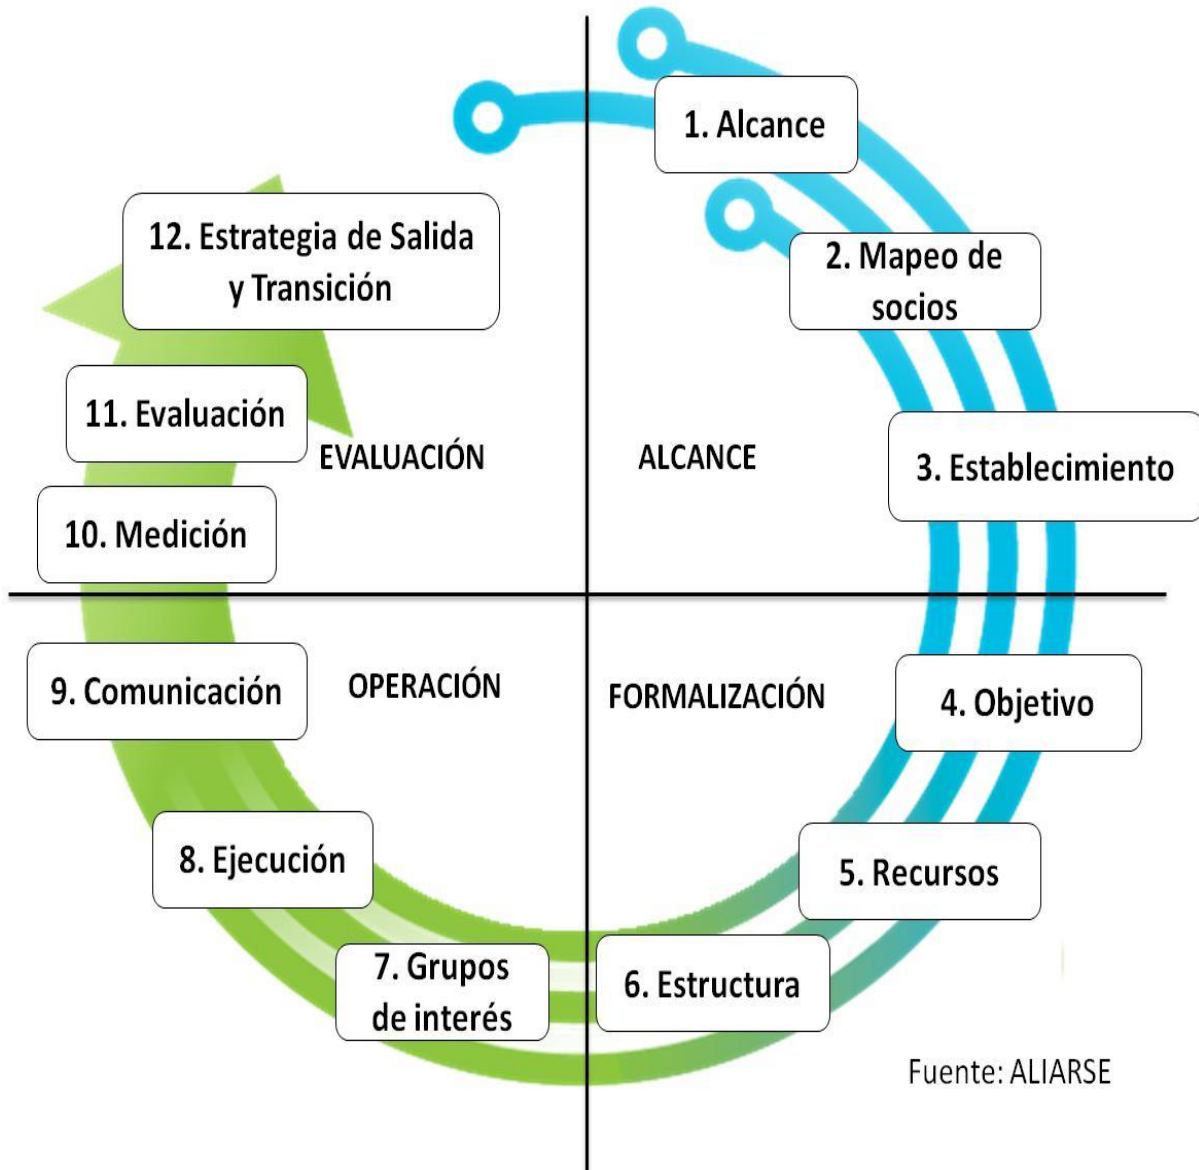 1. Alcance
2. Mapeo de
socios
3. Establecimiento
ALCANCE
4. Objetivo
FORMALIZACIÓN
5. Recursos
6. Estructura
7. Grupos
de interés
8. Ejecución
OPERACIÓN
9. Comunicación
10. Medición
11. Evaluación
EVALUACIÓN
12. Estrategia de Salida
y Transición
Fuente: ALIARSE